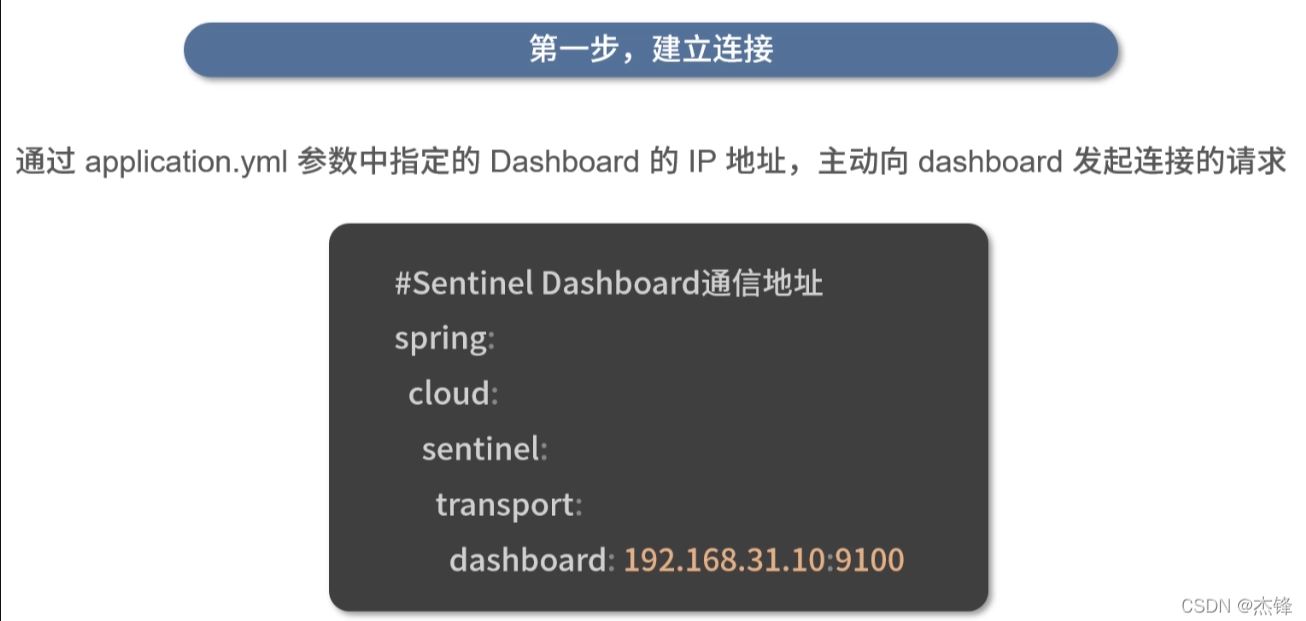 第一步，建立连接
通过 application.yml 参数中指定的 Dashboard 的 IP 地址，主动向 dashboard 发起连接的请求
#Sentinel Dashboard通信地址
spring:
cloud:
sentinel:
transport:
dashboard: 192.168.31.10:9100
CSDN @杰锋